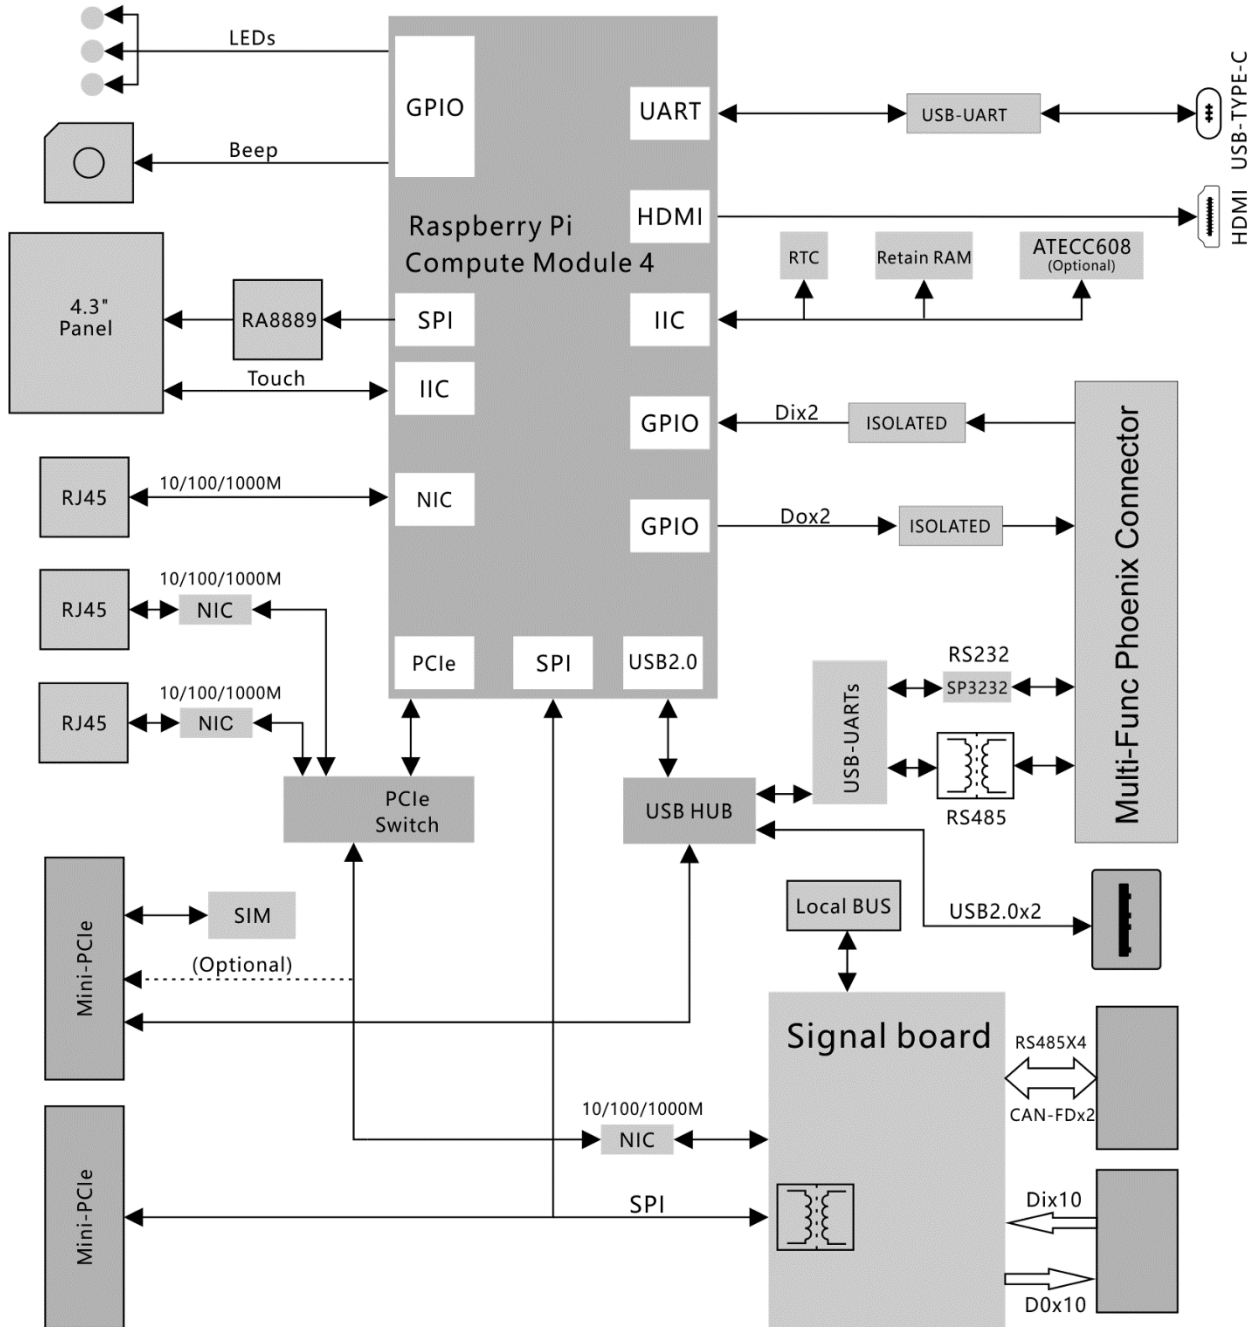 LEDs
GPIO
UART
USB-UART
USB-TYPE-C
Beep
HDMI
HDMI
Raspberry Pi
Compute Module 4
RTC
Retain RAM
ATECC608
(Optional)
4.3"
Panel
RA8889
SPI
IIC
Touch
IIC
GPIO
Dix2
ISOLATED
Multi-Func Phoenix Connector
RJ45
10/100/1000M
NIC
GPIO
Dox2
ISOLATED
RJ45
10/100/1000M
NIC
PCIe
SPI
USB2.0
RS232
SP3232
USB-UARTs
RJ45
10/100/1000M
NIC
RS485
PCIe
Switch
USB HUB
Mini-PCIe
SIM
(Optional)
Local BUS
USB2.0x2
Signal board
RS485X4
CAN-FDx2
10/100/1000M
NIC
Mini-PCIe
SPI
Dix10
D0x10